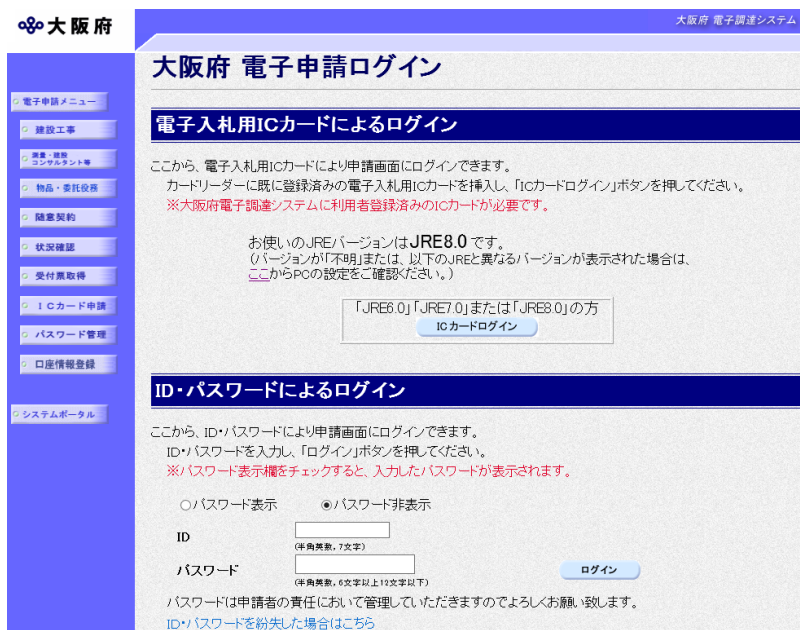 大阪府
大阪府 電子調達システム
大阪府 電子申請ログイン
電子申請メニュー
建設工事
測量・建設
コンサルタント等
物品・委託役務
随意契約
状況確認
受付票取得
ICカード申請
パスワード管理
口座情報登録
システムポータル
電子入札用ICカードによるログイン
ここから、電子入札用ICカードにより申請画面にログインできます。
カードリーダーに既に登録済みの電子入札用ICカードを挿入し、「ICカードログイン」ボタンを押してください。
※大阪府電子調達システムに利用者登録済みのICカードが必要です。
お使いのJREバージョンはJRE8.0 です。
(バージョンが「不明」または、以下のJREと異なるバージョンが表示された場合は、
ここからPCの設定をご確認ください。)
「JRE6.0」「JRE7.0」または「JRE8.0」の方
ICカードログイン
ID・パスワードによるログイン
ここから、ID・パスワードにより申請画面にログインできます。
ID・パスワードを入力し、「ログイン」ボタンを押してください。
※パスワード表示欄をチェックすると、入力したパスワードが表示されます。
パスワード表示 パスワード非表示
ID
(半角英数,7文字)
パスワード
ログイン
(半角英数,6文字以上12文字以下)
パスワードは申請者の責任において管理していただきますのでよろしくお願い致します。
ID・パスワードを紛失した場合はこちら